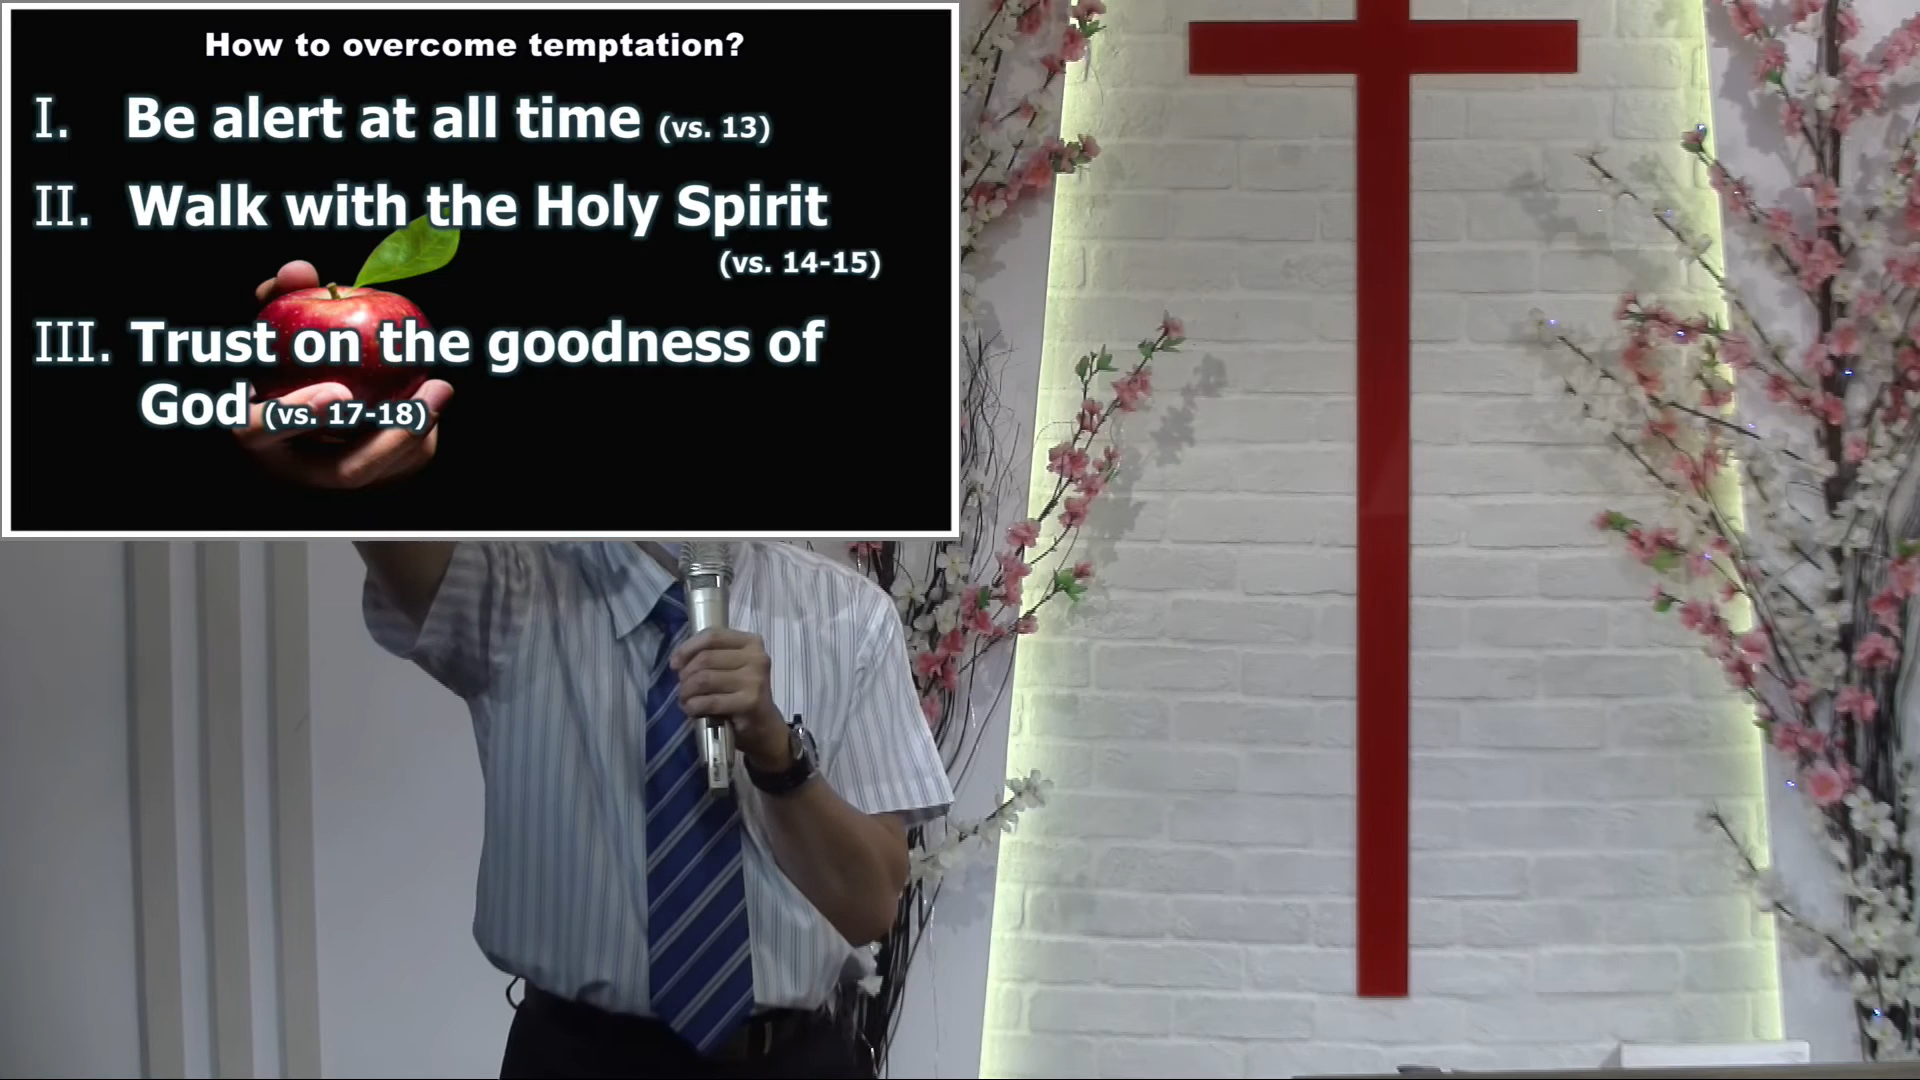 How to overcome temptation?
I. Be alert at all time (vs. 13)
II. Walk with the Holy Spirit
(vs. 14-15)
III. Trust on the goodness of
God (vs. 17-18)